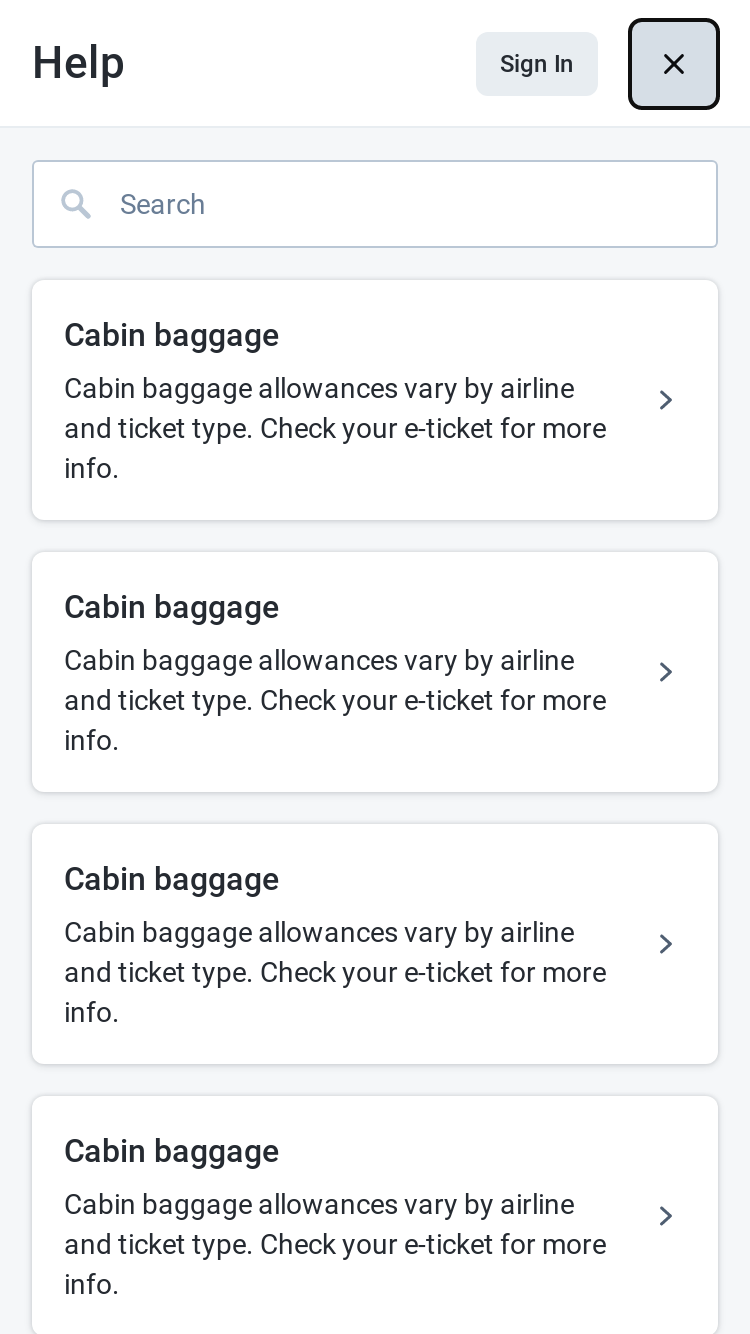 Help
Sign In
Search
Cabin baggage
Cabin baggage allowances vary by airline
and ticket type. Check your e-ticket for more
info.
Cabin baggage
Cabin baggage allowances vary by airline
and ticket type. Check your e-ticket for more
info.
Cabin baggage
Cabin baggage allowances vary by airline
and ticket type. Check your e-ticket for more
info.
Cabin baggage
Cabin baggage allowances vary by airline
and ticket type. Check your e-ticket for more
info.